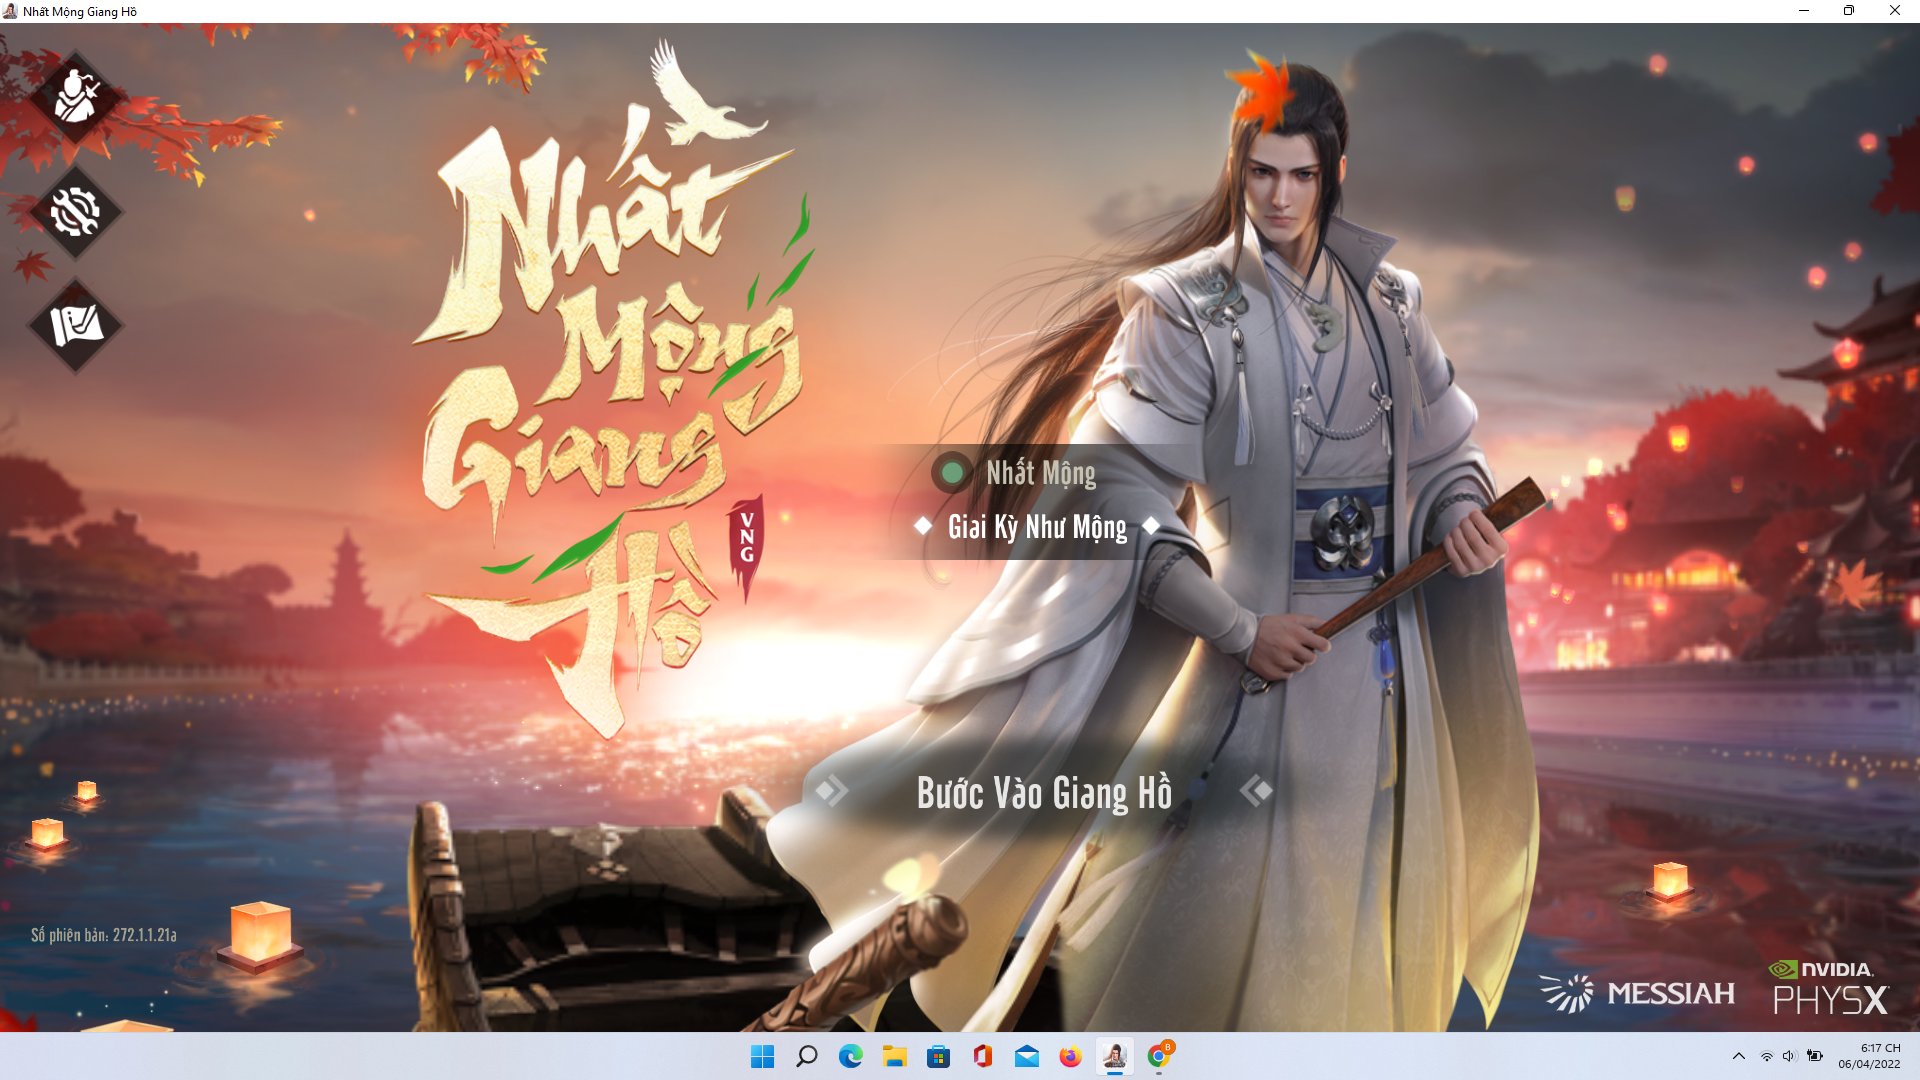 Nhất Mộng Giang Hồ
Nhất
Mộng
Giang
Hồ
VNG
Nhất Mộng
Giai Kỳ Như Mộng
Bước Vào Giang Hồ
Số phiên bản: 272.1.1.21a
MESSIAH
NVIDIA.
PHYSX
B
6:17 CH
06/04/2022